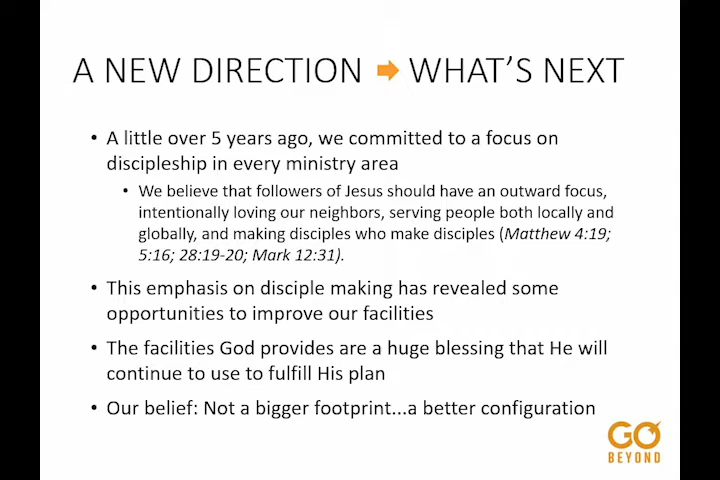 A NEW DIRECTION ➡ WHAT'S NEXT
• A little over 5 years ago, we committed to a focus on
discipleship in every ministry area
• We believe that followers of Jesus should have an outward focus,
intentionally loving our neighbors, serving people both locally and
globally, and making disciples who make disciples (Matthew 4:19;
5:16; 28:19-20; Mark 12:31).
• This emphasis on disciple making has revealed some
opportunities to improve our facilities
• The facilities God provides are a huge blessing that He will
continue to use to fulfill His plan
• Our belief: Not a bigger footprint...a better configuration
GO
BEYOND